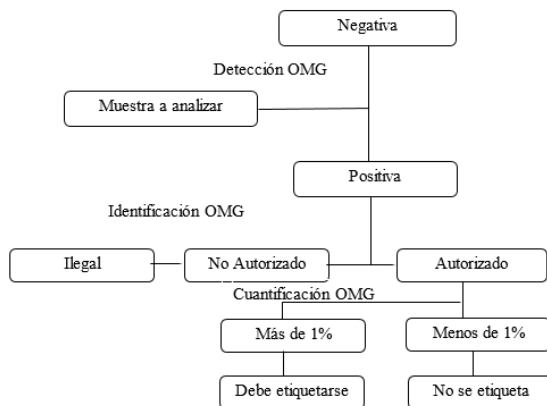 Negativa
Detección OMG
Muestra a analizar
Positiva
Identificación OMG
Ilegal
No Autorizado
Autorizado
Cuantificación OMG
Más de 1%
Menos de 1%
Debe etiquetarse
No se etiqueta